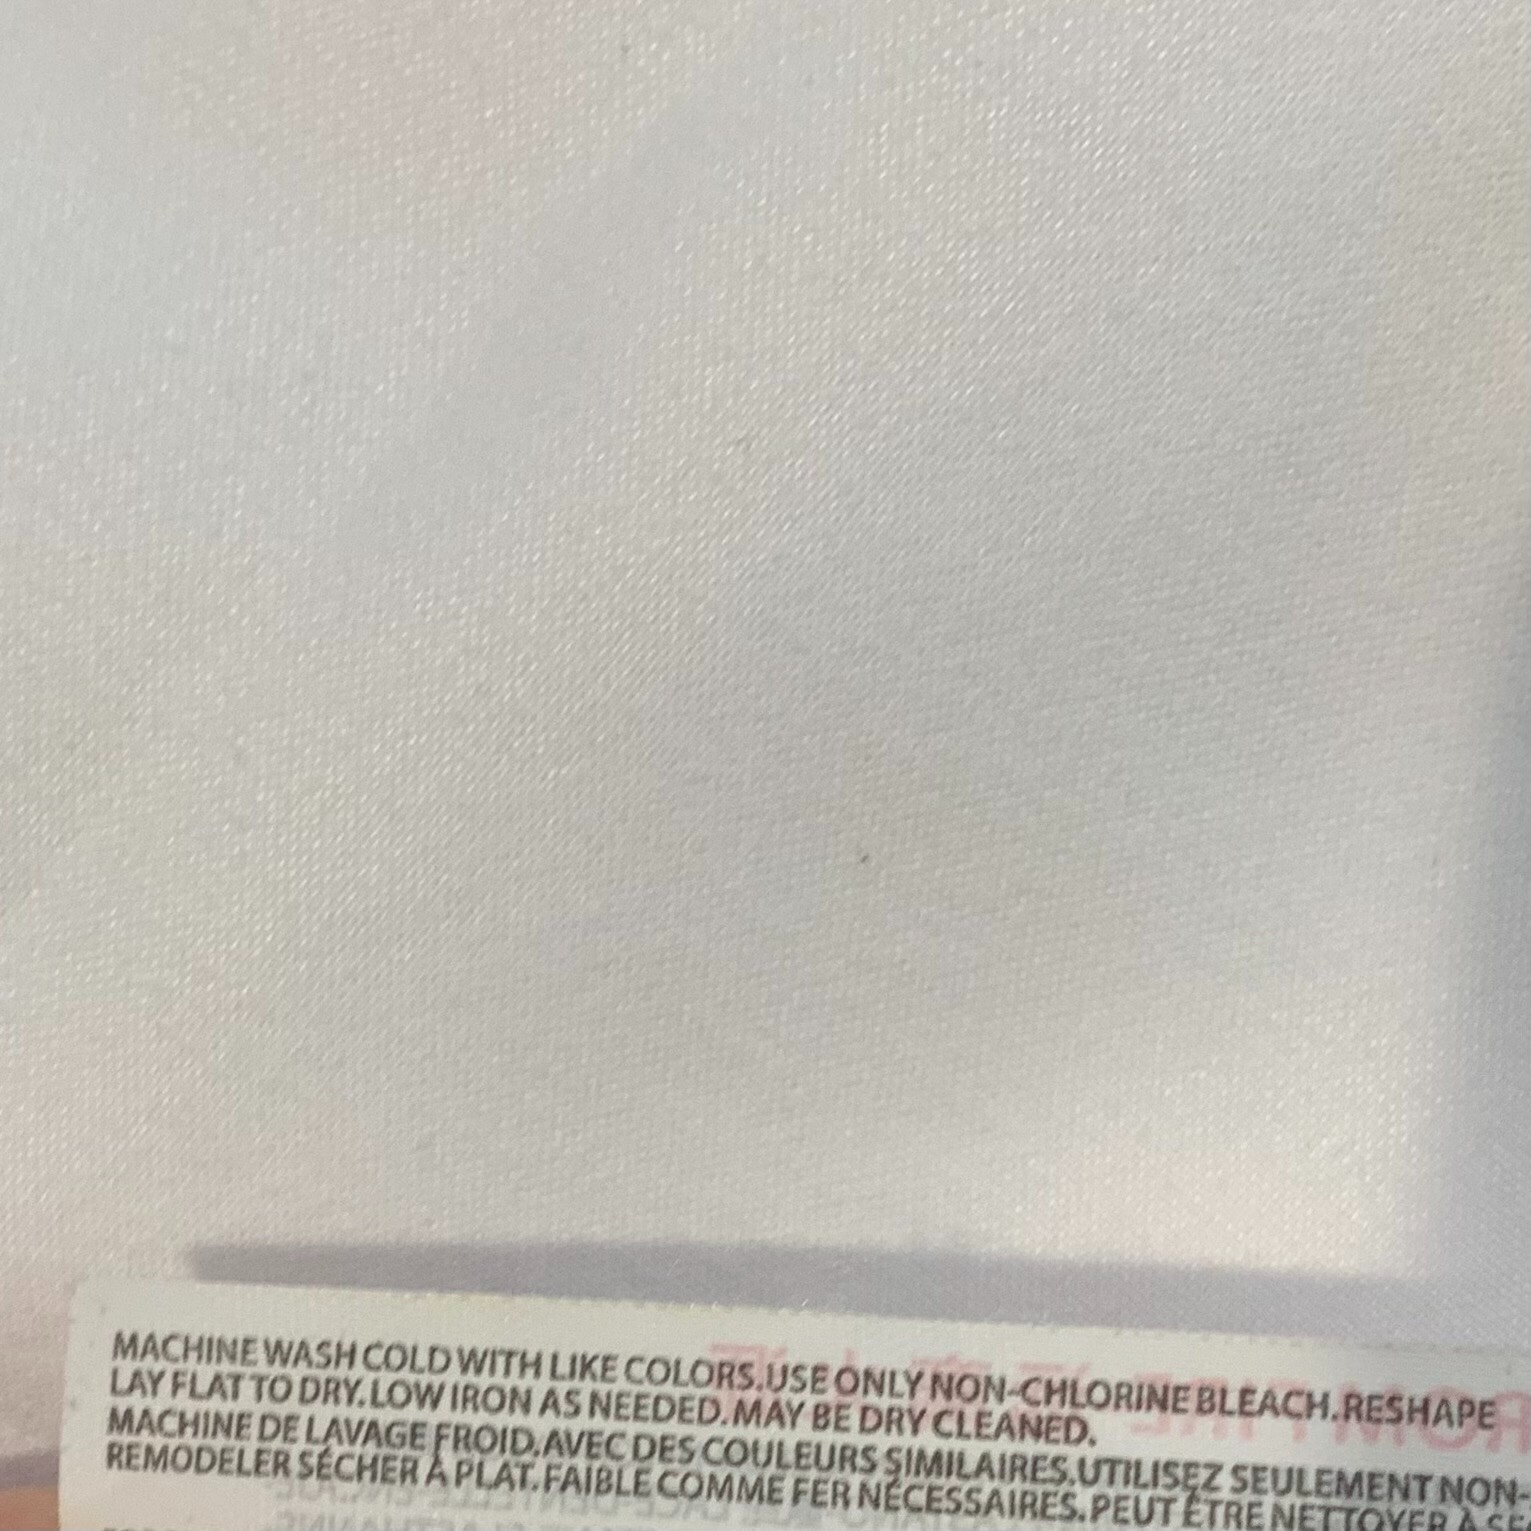 MACHINE WASH COLD WITH LIKE COLORS.USE ONLY NON-CHLORINE BLEACH.RESHAPE
LAY FLAT TO DRY.LOW IRON AS NEEDED.MAY BE DRY CLEANED.
MACHINE DE LAVAGE FROID.AVEC DES COULEURS SIMILAIRES.UTILISEZ SEULEMENT NON-
REMODELER SÉCHER À PLAT.FAIBLE COMME FER NÉCESSAIRES.PEUT ÊTRE NETTOYER À